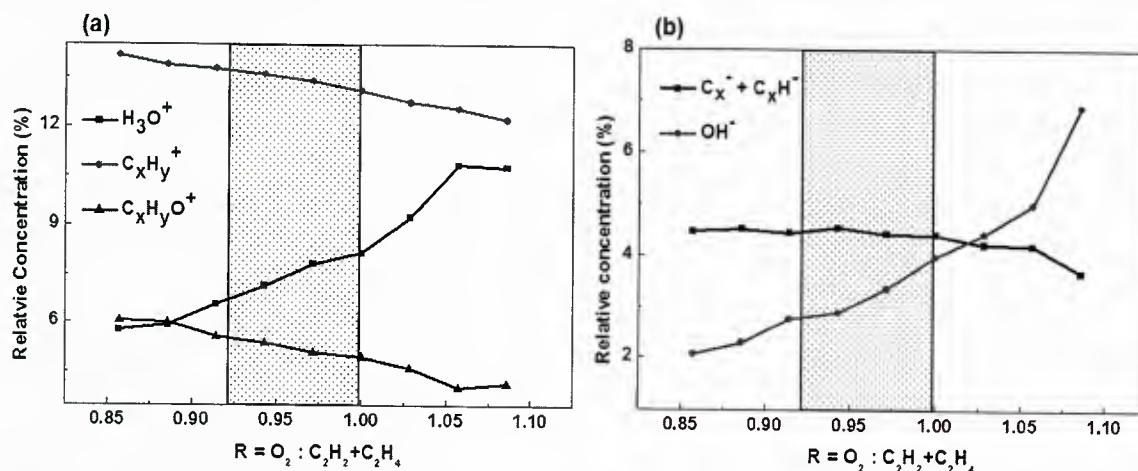 (a)
Relatvie Concentration (%)
12
9
6
H₃O⁺
CₓHᵧ⁺
CₓHᵧO⁺
0.85 0.90 0.95 1.00 1.05 1.10
R = O₂ : C₂H₂+C₂H₄
(b)
Relative concentration (%)
8
6
4
2
Cₓ⁻ + CₓH⁻
OH⁻
0.85 0.90 0.95 1.00 1.05 1.10
R = O₂ : C₂H₂+C₂H₄